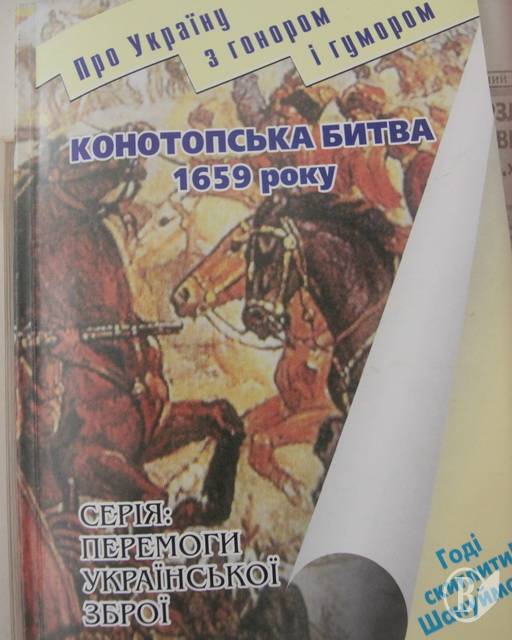 Про Україну
з гонором
і гумором
КОНОТОПСЬКА БИТВА
1659 року
СЕРІЯ:
ПЕРЕМОГИ
УКРАЇНСЬКОЇ
ЗБРОЇ
Годі